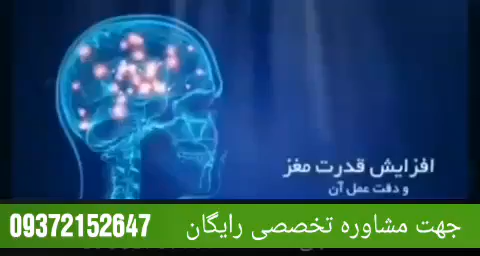 افزایش قدرت مغز
و دقت عمل آن
جهت مشاوره تخصصی رایگان 09372152647